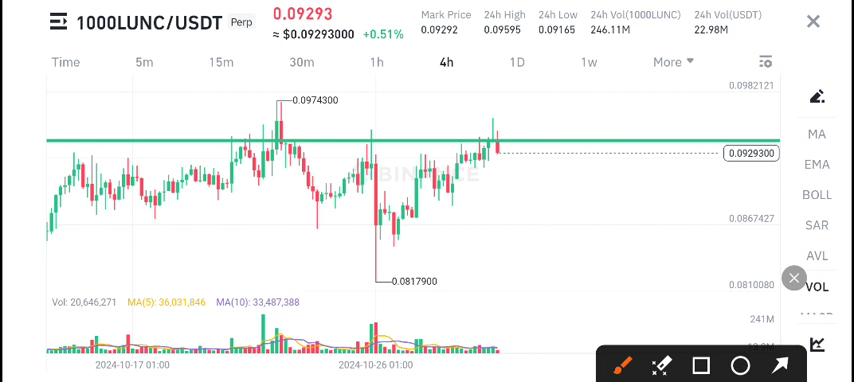 1000LUNC/USDT Perp
0.09293
≈ $0.09293000 +0.51%
Mark Price 24h High 24h Low 24h Vol(1000LUNC) 24h Vol(USDT)
0.09292 0.09595 0.09165 246.11M 22.98M
Time 5m 15m 30m 1h 4h 1D 1w More
0.0982121
0.0974300
MA
0.0929300
EMA
BINANCE
BOLL
0.0867427
SAR
AVL
0.0817900
0.0810080
VOL
Vol: 20,646,271 MA(5): 36,031,846 MA(10): 33,487,388
241M
2024-10-17 01:00 2024-10-26 01:00